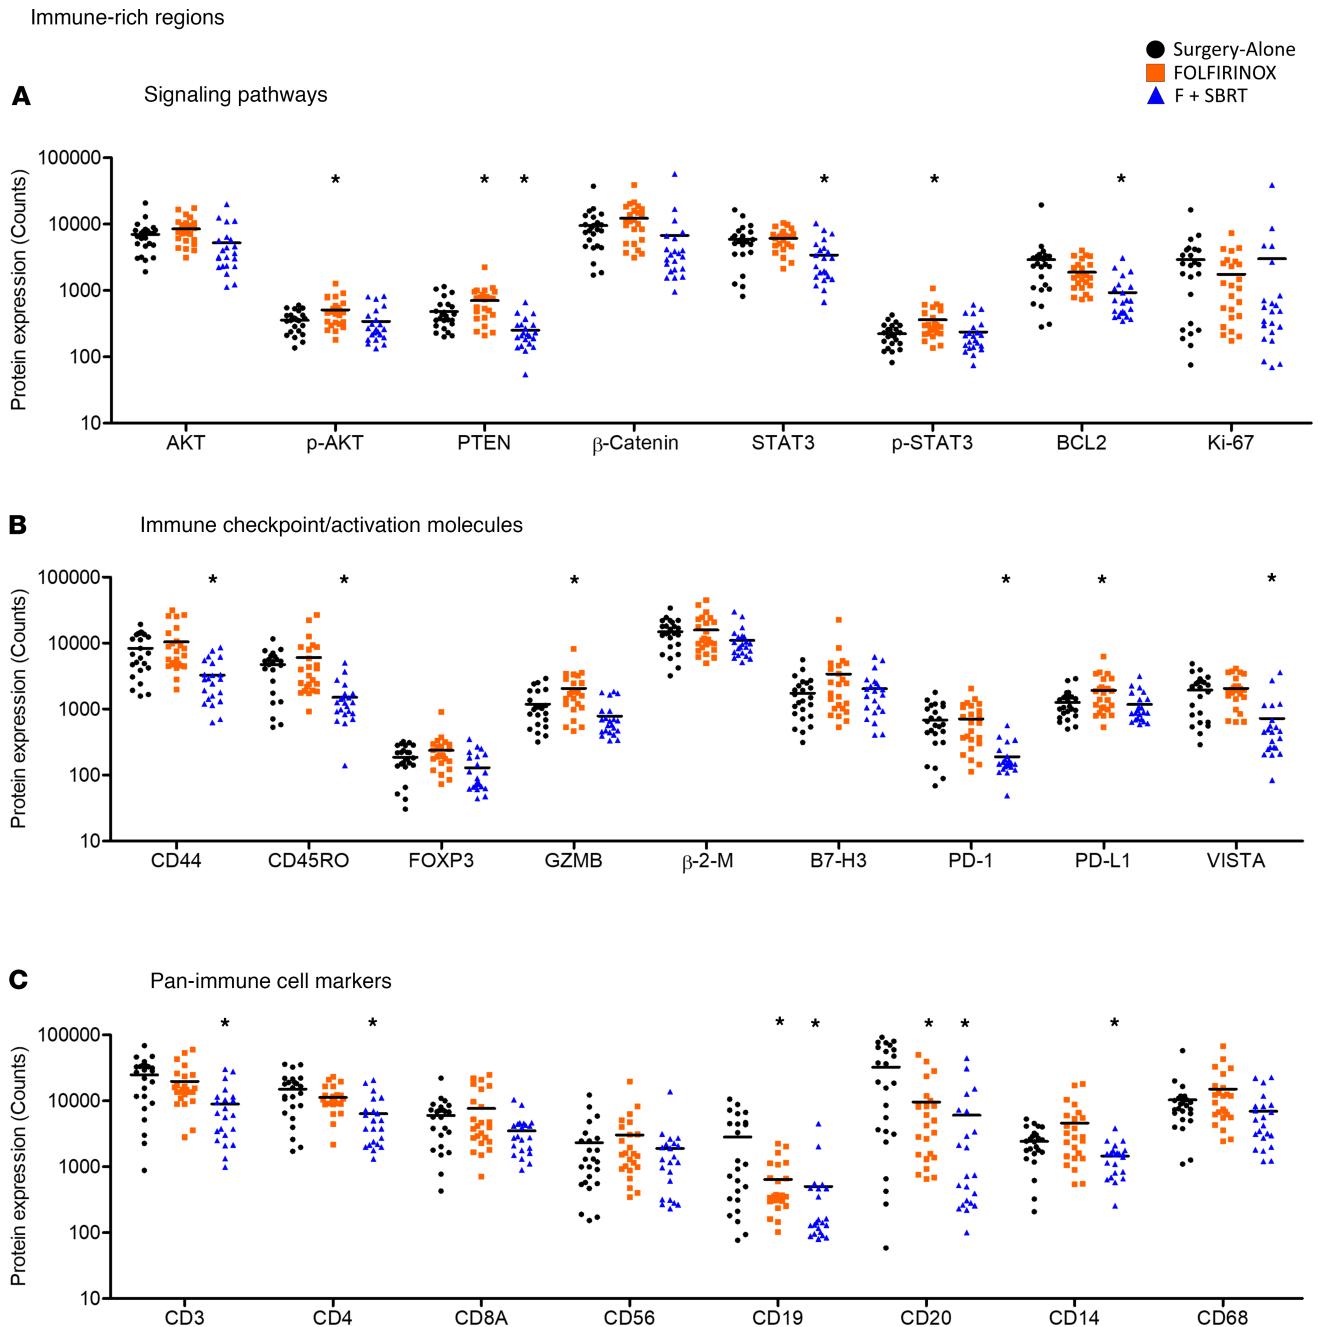 Immune-rich regions
Surgery-Alone
FOLFIRINOX
F + SBRT
A
Signaling pathways
Protein expression (Counts)
100000
10000
1000
100
10
* * * * * *
AKT p-AKT PTEN β-Catenin STAT3 p-STAT3 BCL2 Ki-67
B
Immune checkpoint/activation molecules
Protein expression (Counts)
100000
10000
1000
100
10
* * * * * *
CD44 CD45RO FOXP3 GZMB β-2-M B7-H3 PD-1 PD-L1 VISTA
C
Pan-immune cell markers
Protein expression (Counts)
100000
10000
1000
100
10
* * * * * * *
CD3 CD4 CD8A CD56 CD19 CD20 CD14 CD68